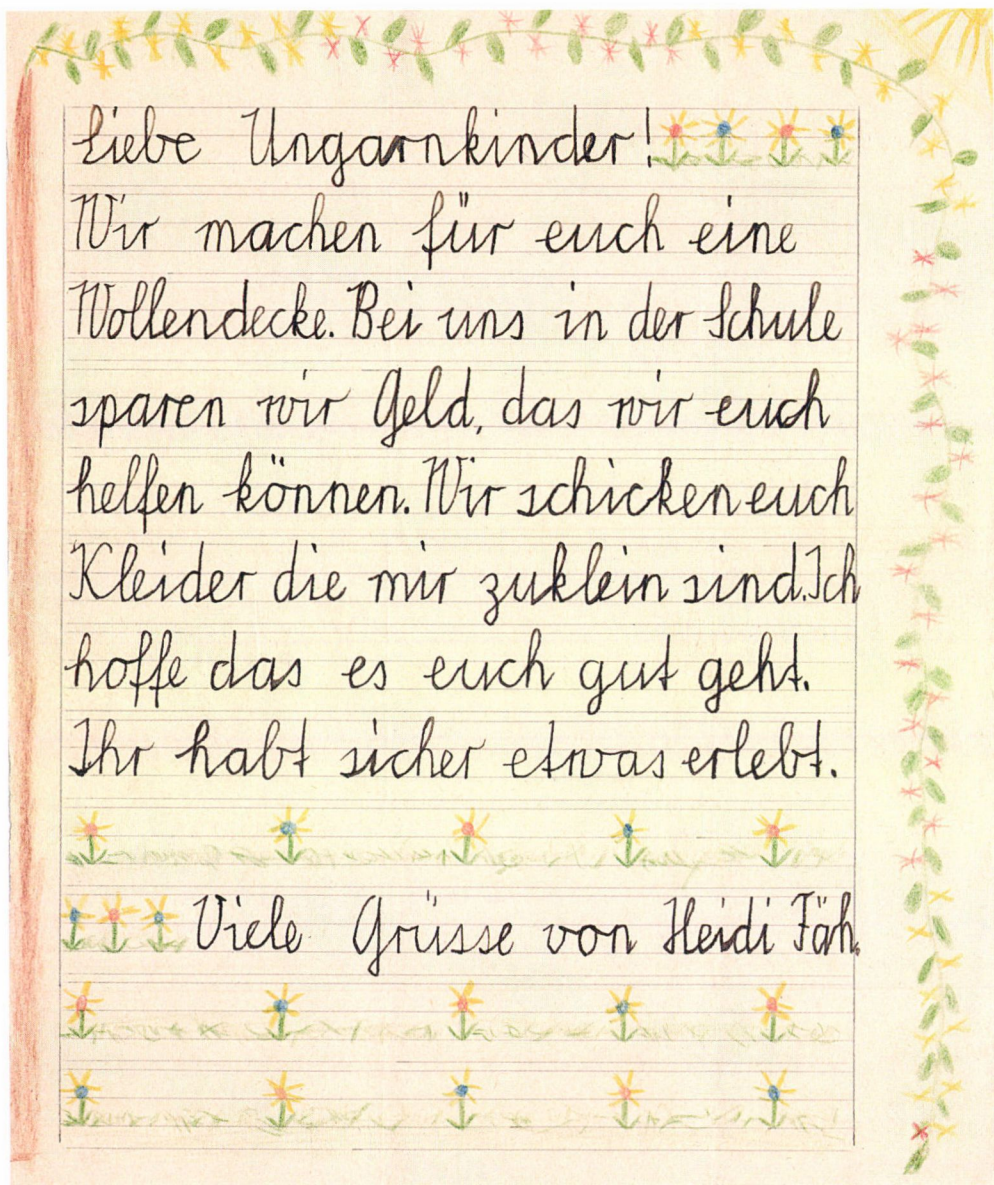 Liebe Ungarnkinder!
Wir machen für euch eine
Wollendecke. Bei uns in der Schule
sparen wir Geld, das wir euch
helfen können. Wir schicken euch
Kleider die mir zuklein sind. Ich
hoffe das es euch gut geht.
Ihr habt sicher etwas erlebt.
Viele Grüsse von Heidi Fäh.